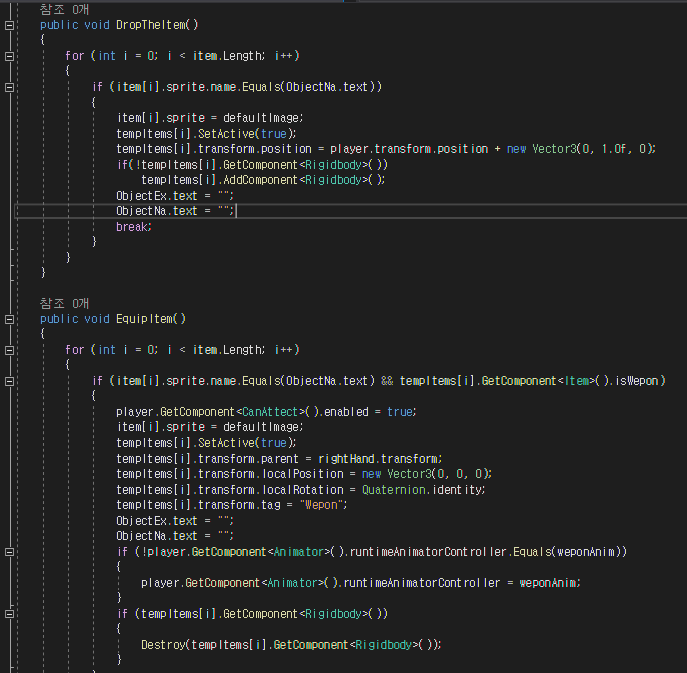 참조 0개
public void DropTheItem()
{
for (int i = 0; i < item.Length; i++)
{
if (item[i].sprite.name.Equals(ObjectNa.text))
{
item[i].sprite = defaultImage;
tempItems[i].SetActive(true);
tempItems[i].transform.position = player.transform.position + new Vector3(0, 1.0f, 0);
if(!tempItems[i].GetComponent<Rigidbody>())
tempItems[i].AddComponent<Rigidbody>();
ObjectEx.text = "";
ObjectNa.text = "";
break;
}
}
}
참조 0개
public void EquipItem()
{
for (int i = 0; i < item.Length; i++)
{
if (item[i].sprite.name.Equals(ObjectNa.text) && tempItems[i].GetComponent<Item>().isWepon)
{
player.GetComponent<CanAttect>().enabled = true;
item[i].sprite = defaultImage;
tempItems[i].SetActive(true);
tempItems[i].transform.parent = rightHand.transform;
tempItems[i].transform.localPosition = new Vector3(0, 0, 0);
tempItems[i].transform.localRotation = Quaternion.identity;
tempItems[i].transform.tag = "Wepon";
ObjectEx.text = "";
ObjectNa.text = "";
if (!player.GetComponent<Animator>().runtimeAnimatorController.Equals(weponAnim))
{
player.GetComponent<Animator>().runtimeAnimatorController = weponAnim;
}
if (tempItems[i].GetComponent<Rigidbody>())
{
Destroy(tempItems[i].GetComponent<Rigidbody>());
}